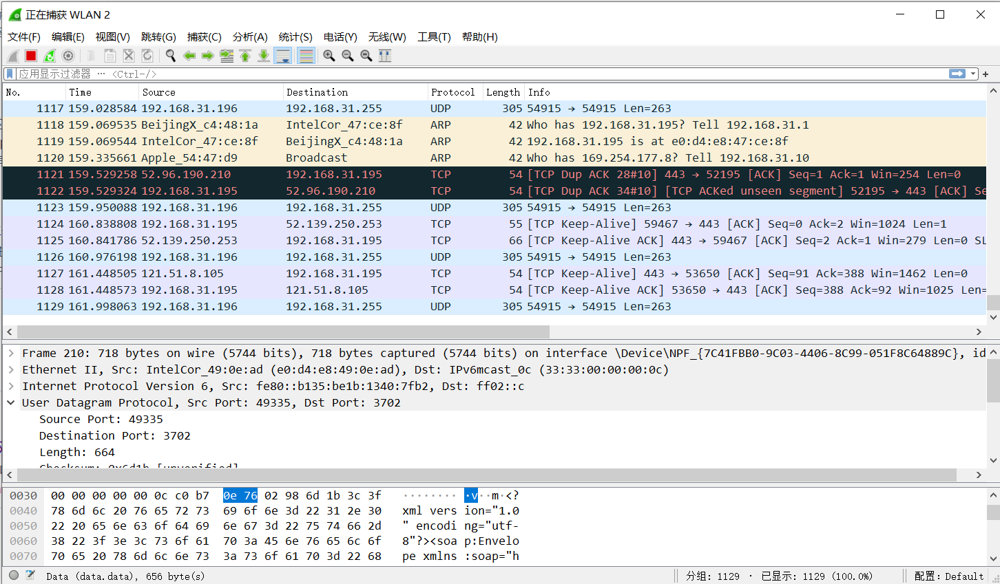 正在捕获 WLAN 2
文件(F) 编辑(E) 视图(V) 跳转(G) 捕获(C) 分析(A) 统计(S) 电话(Y) 无线(W) 工具(T) 帮助(H)
应用显示过滤器 … <Ctrl-/>
No. Time Source Destination Protocol Length Info
1117 159.028584 192.168.31.196 192.168.31.255 UDP 305 54915 → 54915 Len=263
1118 159.069535 BeijingX_c4:48:1a IntelCor_47:ce:8f ARP 42 Who has 192.168.31.195? Tell 192.168.31.1
1119 159.069544 IntelCor_47:ce:8f BeijingX_c4:48:1a ARP 42 192.168.31.195 is at e0:d4:e8:47:ce:8f
1120 159.335661 Apple_54:47:d9 Broadcast ARP 42 Who has 169.254.177.8? Tell 192.168.31.10
1121 159.529258 52.96.190.210 192.168.31.195 TCP 54 [TCP Dup ACK 28#10] 443 → 52195 [ACK] Seq=1 Ack=1 Win=254 Len=0
1122 159.529324 192.168.31.195 52.96.190.210 TCP 54 [TCP Dup ACK 34#10] [TCP ACKed unseen segment] 52195 → 443 [ACK] Se
1123 159.950088 192.168.31.196 192.168.31.255 UDP 305 54915 → 54915 Len=263
1124 160.838808 192.168.31.195 52.139.250.253 TCP 55 [TCP Keep-Alive] 59467 → 443 [ACK] Seq=0 Ack=2 Win=1024 Len=1
1125 160.841786 52.139.250.253 192.168.31.195 TCP 66 [TCP Keep-Alive ACK] 443 → 59467 [ACK] Seq=2 Ack=1 Win=279 Len=0 SL
1126 160.976198 192.168.31.196 192.168.31.255 UDP 305 54915 → 54915 Len=263
1127 161.448505 121.51.8.105 192.168.31.195 TCP 54 [TCP Keep-Alive] 443 → 53650 [ACK] Seq=91 Ack=388 Win=1462 Len=0
1128 161.448573 192.168.31.195 121.51.8.105 TCP 54 [TCP Keep-Alive ACK] 53650 → 443 [ACK] Seq=388 Ack=92 Win=1025 Len=
1129 161.998063 192.168.31.196 192.168.31.255 UDP 305 54915 → 54915 Len=263
Frame 210: 718 bytes on wire (5744 bits), 718 bytes captured (5744 bits) on interface \Device\NPF_{7C41FBB0-9C03-4406-8C99-051F8C64889C}, id
Ethernet II, Src: IntelCor_49:0e:ad (e0:d4:e8:49:0e:ad), Dst: IPv6mcast_0c (33:33:00:00:00:0c)
Internet Protocol Version 6, Src: fe80::b135:be1b:1340:7fb2, Dst: ff02::c
User Datagram Protocol, Src Port: 49335, Dst Port: 3702
Source Port: 49335
Destination Port: 3702
Length: 664
Checksum: 0x6d1b [unverified]
0030 00 00 00 00 00 0c c0 b7 0e 76 02 98 6d 1b 3c 3f ········ ·v··m·<?
0040 78 6d 6c 20 76 65 72 73 69 6f 6e 3d 22 31 2e 30 xml vers ion="1.0
0050 22 20 65 6e 63 6f 64 69 6e 67 3d 22 75 74 66 2d " encodi ng="utf-
0060 38 22 3f 3e 3c 73 6f 61 70 3a 45 6e 76 65 6c 6f 8"?><soa p:Envelo
0070 70 65 20 78 6d 6c 6e 73 3a 73 6f 61 70 3d 22 68 pe xmlns :soap="h
Data (data.data), 656 byte(s) 分组: 1129 · 已显示: 1129 (100.0%) 配置: Default